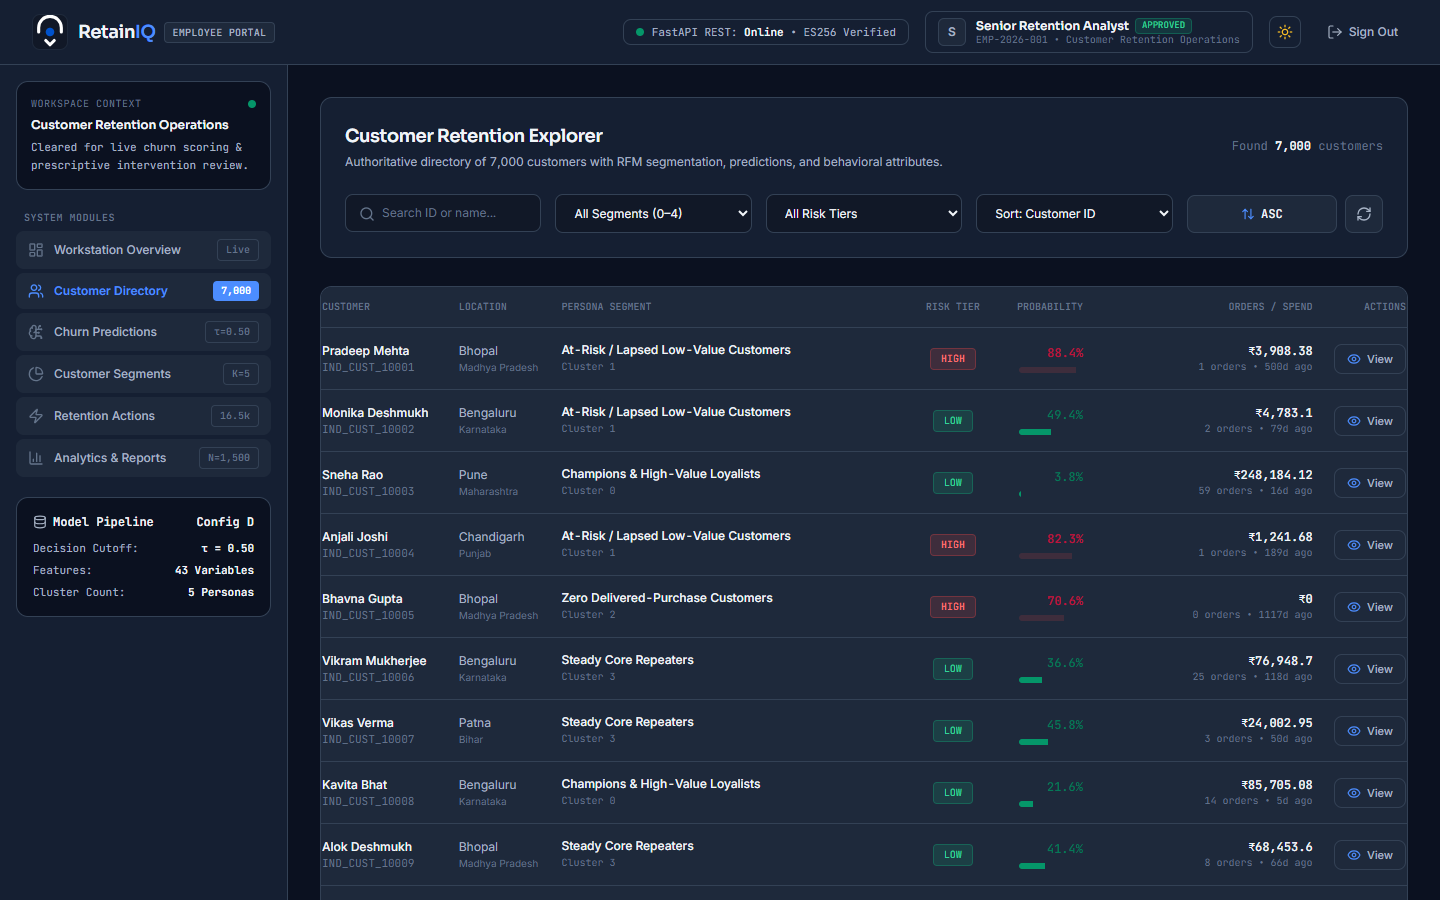 RetainIQ EMPLOYEE PORTAL
FastAPI REST: Online • ES256 Verified
S
Senior Retention Analyst APPROVED
EMP-2026-001 • Customer Retention Operations
Sign Out
WORKSPACE CONTEXT
Customer Retention Operations
Cleared for live churn scoring &
prescriptive intervention review.
SYSTEM MODULES
Workstation Overview Live
Customer Directory 7,000
Churn Predictions τ=0.50
Customer Segments K=5
Retention Actions 16.5k
Analytics & Reports N=1,500
Model Pipeline Config D
Decision Cutoff: τ = 0.50
Features: 43 Variables
Cluster Count: 5 Personas
Customer Retention Explorer
Authoritative directory of 7,000 customers with RFM segmentation, predictions, and behavioral attributes.
Found 7,000 customers
Search ID or name...
All Segments (0–4)
All Risk Tiers
Sort: Customer ID
ASC
CUSTOMER LOCATION PERSONA SEGMENT RISK TIER PROBABILITY ORDERS / SPEND ACTIONS
Pradeep Mehta Bhopal At-Risk / Lapsed Low-Value Customers HIGH 88.4% ₹3,908.38 View
IND_CUST_10001 Madhya Pradesh Cluster 1 1 orders • 500d ago
Monika Deshmukh Bengaluru At-Risk / Lapsed Low-Value Customers LOW 49.4% ₹4,783.1 View
IND_CUST_10002 Karnataka Cluster 1 2 orders • 79d ago
Sneha Rao Pune Champions & High-Value Loyalists LOW 3.8% ₹248,184.12 View
IND_CUST_10003 Maharashtra Cluster 0 59 orders • 16d ago
Anjali Joshi Chandigarh At-Risk / Lapsed Low-Value Customers HIGH 82.3% ₹1,241.68 View
IND_CUST_10004 Punjab Cluster 1 1 orders • 189d ago
Bhavna Gupta Bhopal Zero Delivered-Purchase Customers HIGH 70.6% ₹0 View
IND_CUST_10005 Madhya Pradesh Cluster 2 0 orders • 1117d ago
Vikram Mukherjee Bengaluru Steady Core Repeaters LOW 36.6% ₹76,948.7 View
IND_CUST_10006 Karnataka Cluster 3 25 orders • 118d ago
Vikas Verma Patna Steady Core Repeaters LOW 45.8% ₹24,002.95 View
IND_CUST_10007 Bihar Cluster 3 3 orders • 50d ago
Kavita Bhat Bengaluru Champions & High-Value Loyalists LOW 21.6% ₹85,705.08 View
IND_CUST_10008 Karnataka Cluster 0 14 orders • 5d ago
Alok Deshmukh Bhopal Steady Core Repeaters LOW 41.4% ₹68,453.6 View
IND_CUST_10009 Madhya Pradesh Cluster 3 8 orders • 66d ago